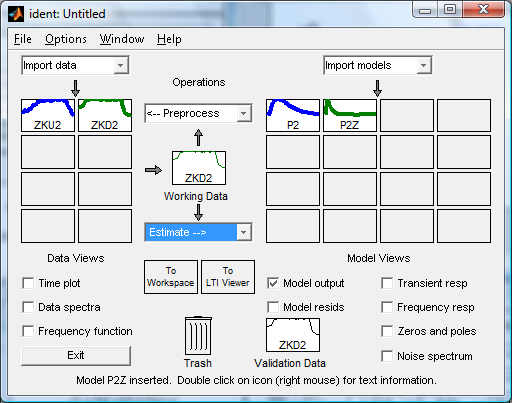 ident: Untitled
File Options Window Help
Import data
Operations
Import models
ZKU2 ZKD2
<-- Preprocess
P2 P2Z
ZKD2
Working Data
Estimate -->
Data Views
Model Views
To Workspace
To LTI Viewer
Time plot
Data spectra
Frequency function
Model output
Model resids
Transient resp
Frequency resp
Zeros and poles
Noise spectrum
Exit
Trash
ZKD2
Validation Data
Model P2Z inserted. Double click on icon (right mouse) for text information.